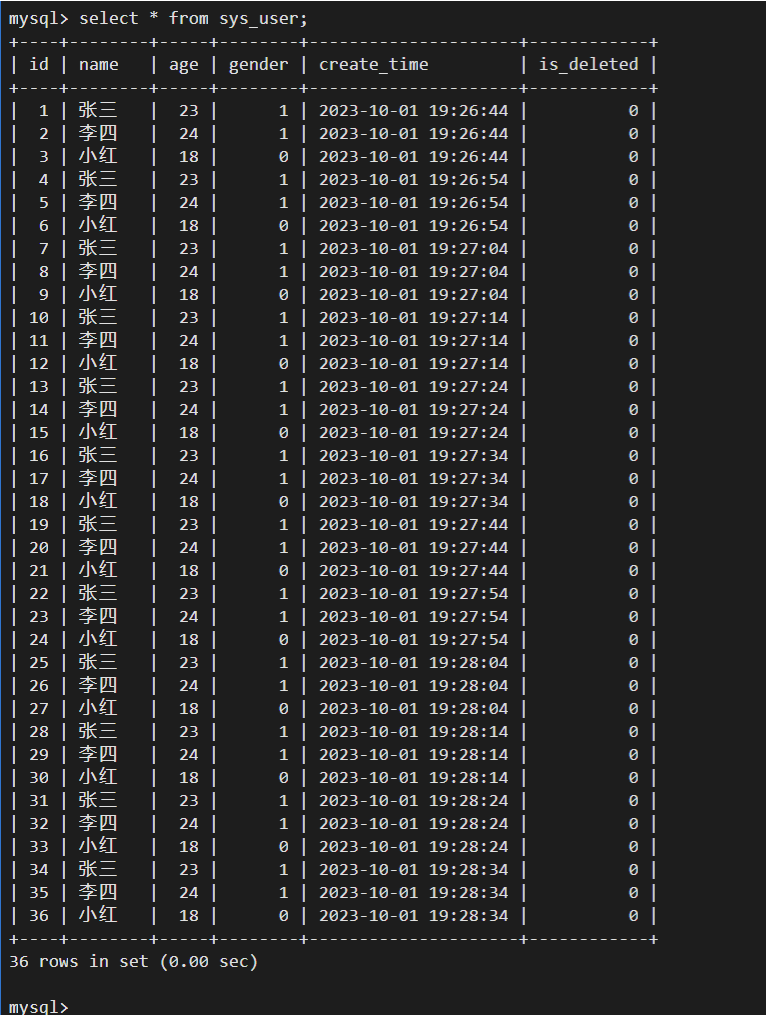 mysql> select * from sys_user;
+----+--------+-----+--------+---------------------+------------+
| id | name   | age | gender | create_time         | is_deleted |
+----+--------+-----+--------+---------------------+------------+
|  1 | 张三   |  23 |      1 | 2023-10-01 19:26:44 |          0 |
|  2 | 李四   |  24 |      1 | 2023-10-01 19:26:44 |          0 |
|  3 | 小红   |  18 |      0 | 2023-10-01 19:26:44 |          0 |
|  4 | 张三   |  23 |      1 | 2023-10-01 19:26:54 |          0 |
|  5 | 李四   |  24 |      1 | 2023-10-01 19:26:54 |          0 |
|  6 | 小红   |  18 |      0 | 2023-10-01 19:26:54 |          0 |
|  7 | 张三   |  23 |      1 | 2023-10-01 19:27:04 |          0 |
|  8 | 李四   |  24 |      1 | 2023-10-01 19:27:04 |          0 |
|  9 | 小红   |  18 |      0 | 2023-10-01 19:27:04 |          0 |
| 10 | 张三   |  23 |      1 | 2023-10-01 19:27:14 |          0 |
| 11 | 李四   |  24 |      1 | 2023-10-01 19:27:14 |          0 |
| 12 | 小红   |  18 |      0 | 2023-10-01 19:27:14 |          0 |
| 13 | 张三   |  23 |      1 | 2023-10-01 19:27:24 |          0 |
| 14 | 李四   |  24 |      1 | 2023-10-01 19:27:24 |          0 |
| 15 | 小红   |  18 |      0 | 2023-10-01 19:27:24 |          0 |
| 16 | 张三   |  23 |      1 | 2023-10-01 19:27:34 |          0 |
| 17 | 李四   |  24 |      1 | 2023-10-01 19:27:34 |          0 |
| 18 | 小红   |  18 |      0 | 2023-10-01 19:27:34 |          0 |
| 19 | 张三   |  23 |      1 | 2023-10-01 19:27:44 |          0 |
| 20 | 李四   |  24 |      1 | 2023-10-01 19:27:44 |          0 |
| 21 | 小红   |  18 |      0 | 2023-10-01 19:27:44 |          0 |
| 22 | 张三   |  23 |      1 | 2023-10-01 19:27:54 |          0 |
| 23 | 李四   |  24 |      1 | 2023-10-01 19:27:54 |          0 |
| 24 | 小红   |  18 |      0 | 2023-10-01 19:27:54 |          0 |
| 25 | 张三   |  23 |      1 | 2023-10-01 19:28:04 |          0 |
| 26 | 李四   |  24 |      1 | 2023-10-01 19:28:04 |          0 |
| 27 | 小红   |  18 |      0 | 2023-10-01 19:28:04 |          0 |
| 28 | 张三   |  23 |      1 | 2023-10-01 19:28:14 |          0 |
| 29 | 李四   |  24 |      1 | 2023-10-01 19:28:14 |          0 |
| 30 | 小红   |  18 |      0 | 2023-10-01 19:28:14 |          0 |
| 31 | 张三   |  23 |      1 | 2023-10-01 19:28:24 |          0 |
| 32 | 李四   |  24 |      1 | 2023-10-01 19:28:24 |          0 |
| 33 | 小红   |  18 |      0 | 2023-10-01 19:28:24 |          0 |
| 34 | 张三   |  23 |      1 | 2023-10-01 19:28:34 |          0 |
| 35 | 李四   |  24 |      1 | 2023-10-01 19:28:34 |          0 |
| 36 | 小红   |  18 |      0 | 2023-10-01 19:28:34 |          0 |
+----+--------+-----+--------+---------------------+------------+
36 rows in set (0.00 sec)
mysql>